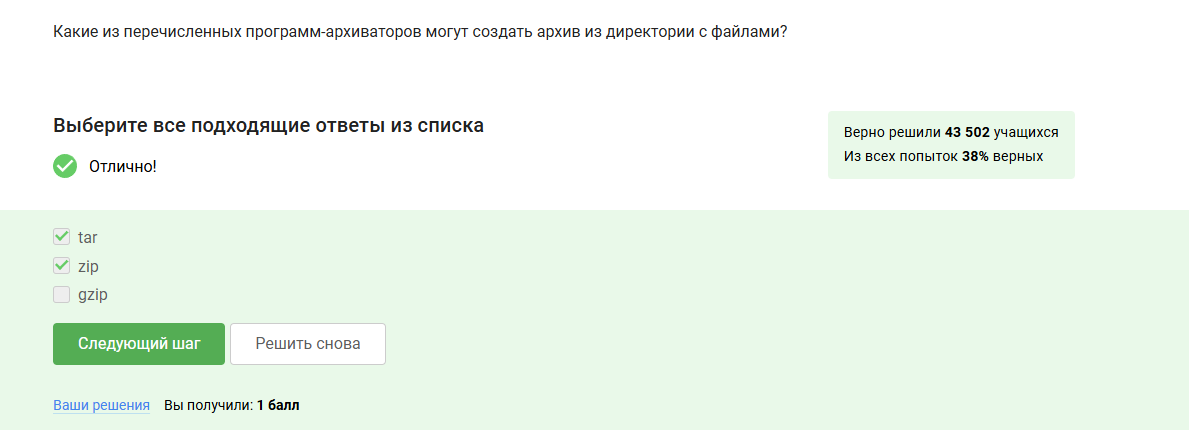 Какие из перечисленных программ-архиваторов могут создать архив из директории с файлами?
Выберите все подходящие ответы из списка
Верно решили 43 502 учащихся
Из всех попыток 38% верных
Отлично!
tar
zip
gzip
Следующий шаг
Решить снова
Ваши решения
Вы получили: 1 балл